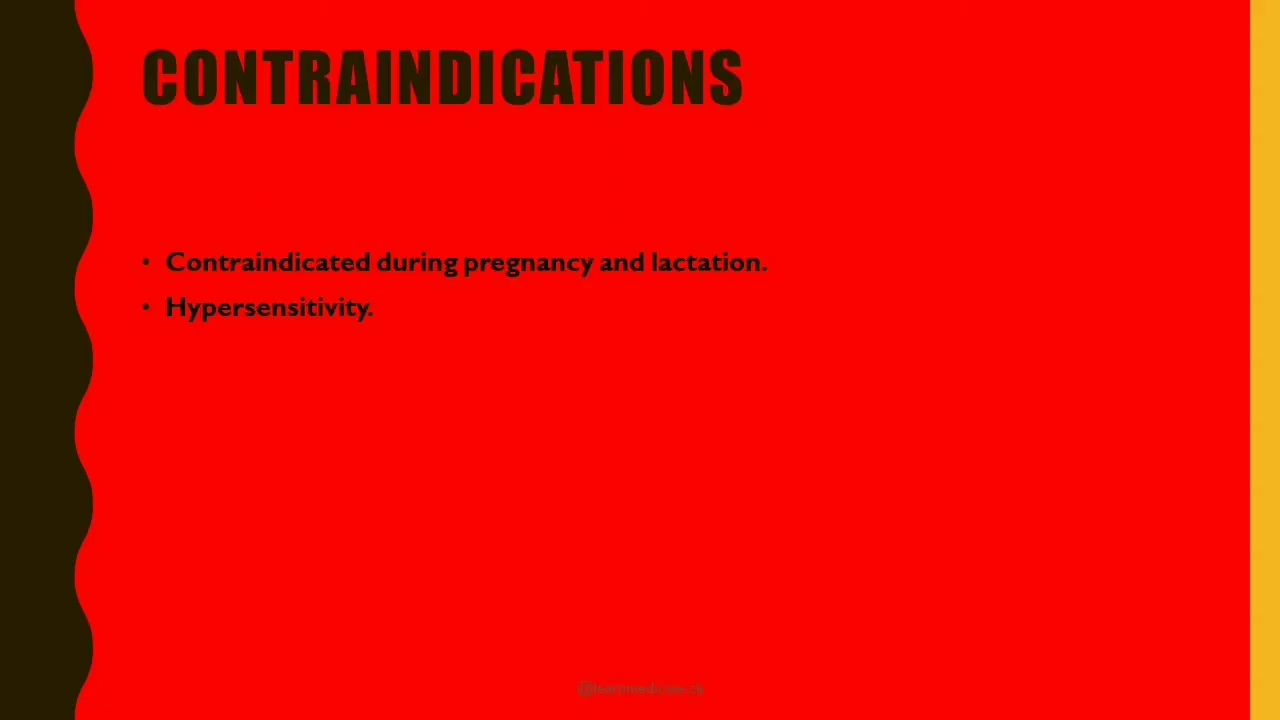 CONTRAINDICATIONS
• Contraindicated during pregnancy and lactation.
• Hypersensitivity.